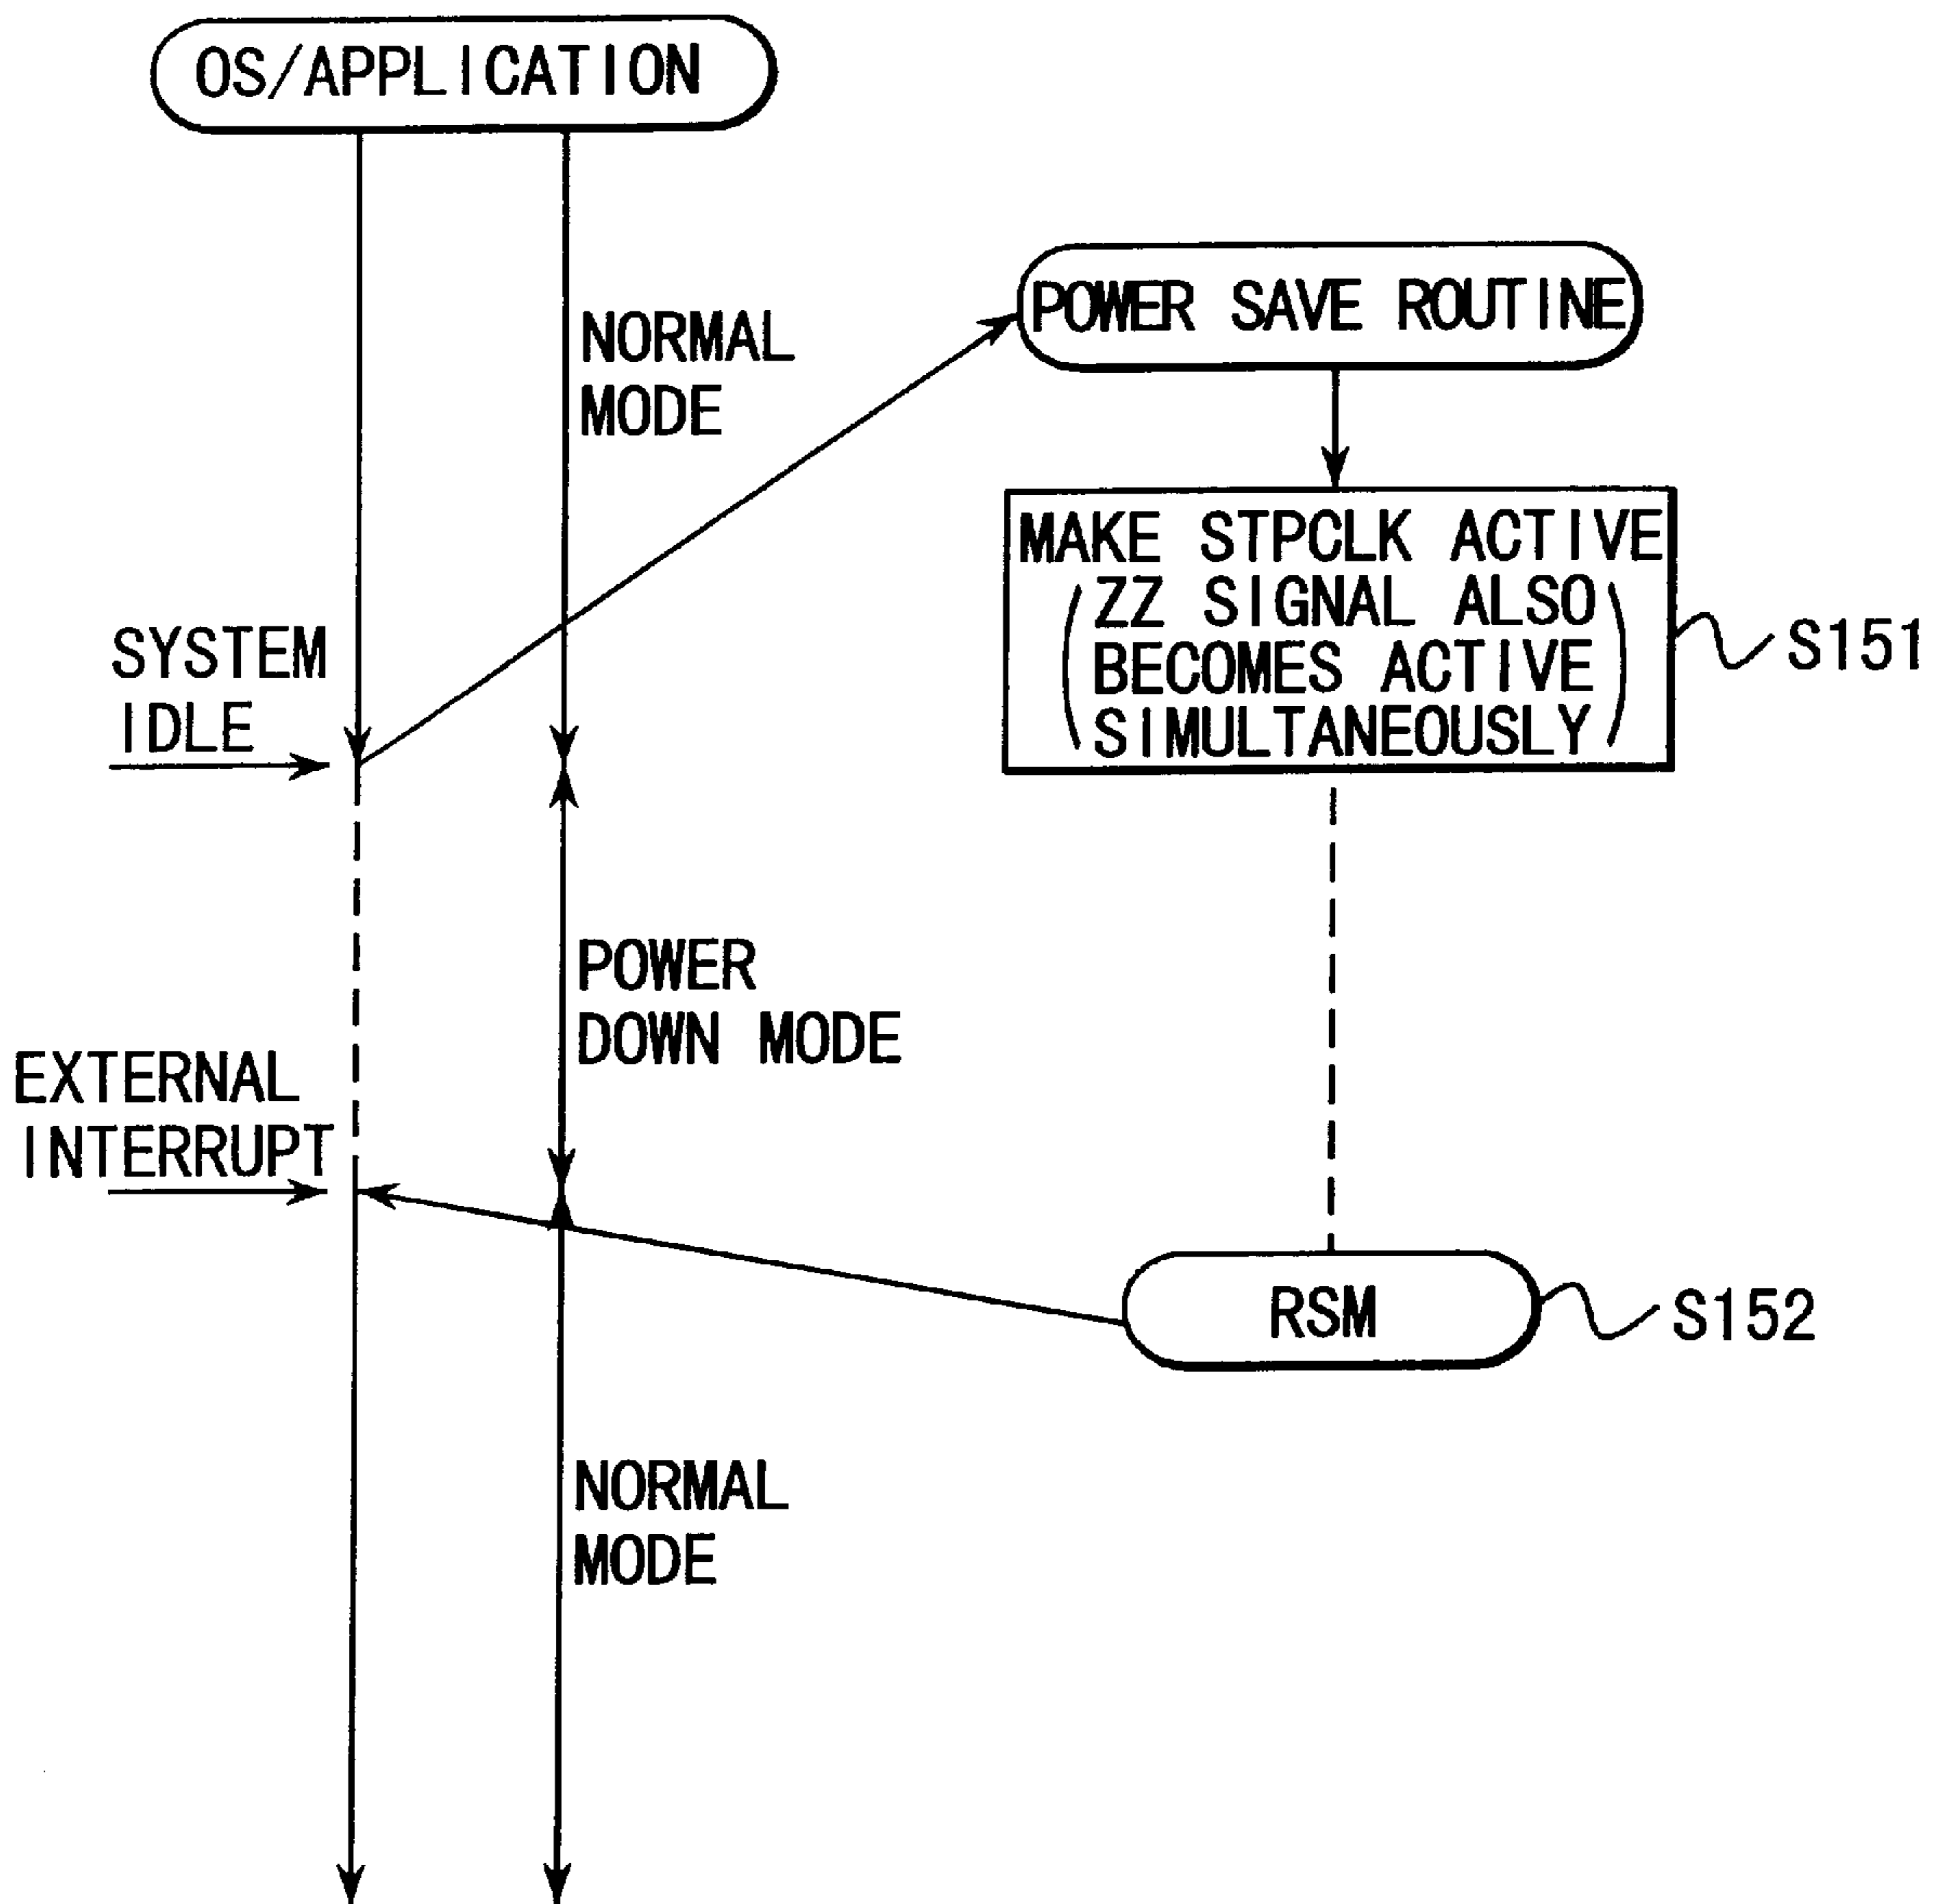 OS/APPLICATION
NORMAL
MODE
POWER SAVE ROUTINE
MAKE STPCLK ACTIVE
(ZZ SIGNAL ALSO
BECOMES ACTIVE
SIMULTANEOUSLY)
S151
SYSTEM
IDLE
POWER
DOWN MODE
EXTERNAL
INTERRUPT
RSM
S152
NORMAL
MODE